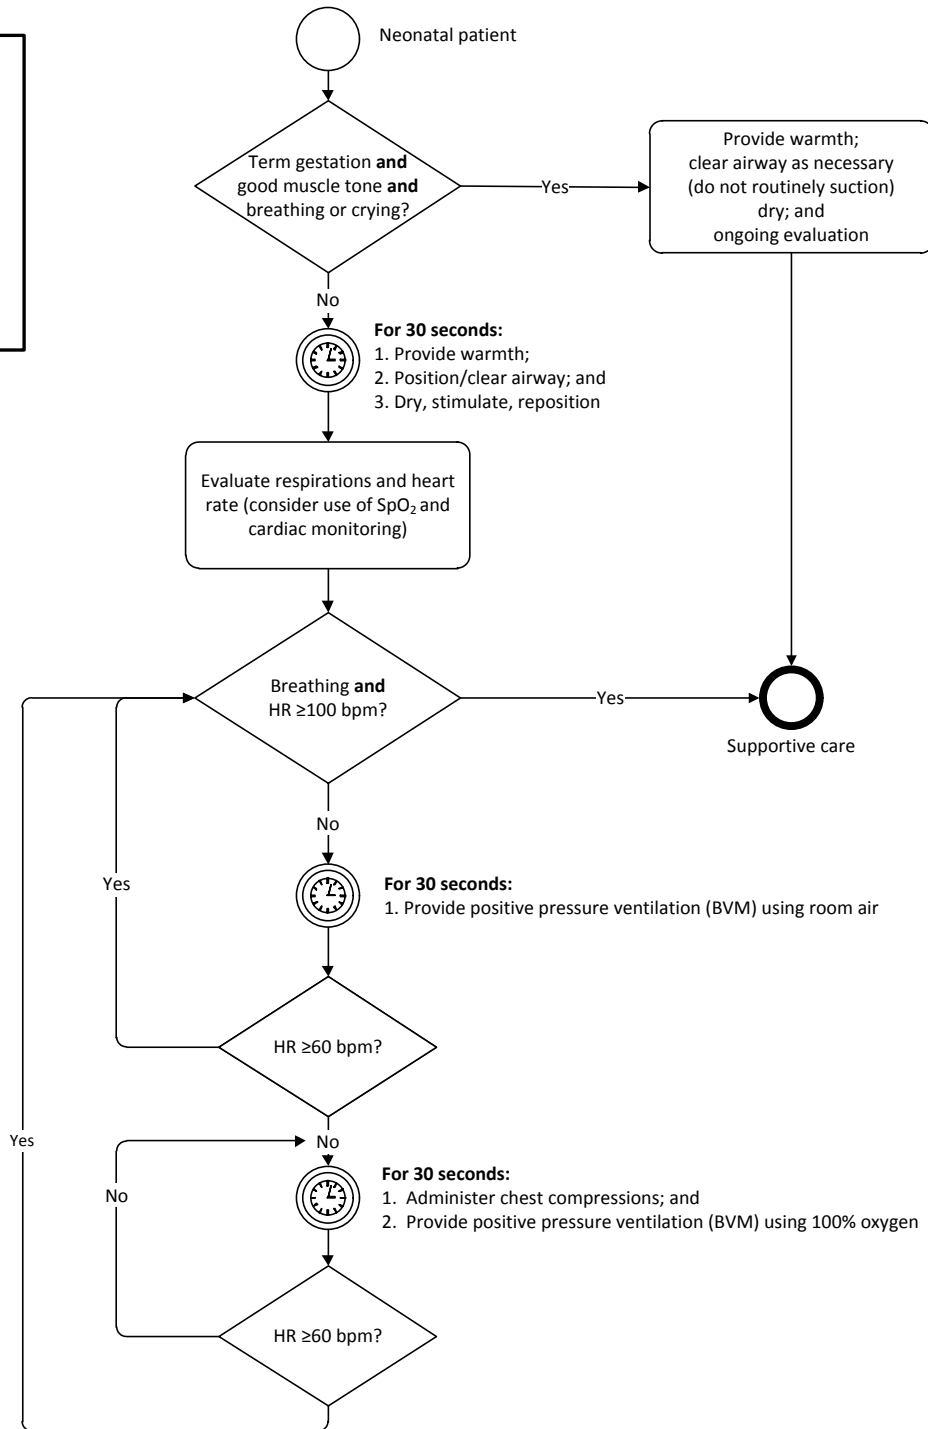 Neonatal patient
Term gestation and
good muscle tone and
breathing or crying?
Yes
Provide warmth;
clear airway as necessary
(do not routinely suction)
dry; and
ongoing evaluation
No
For 30 seconds:
1. Provide warmth;
2. Position/clear airway; and
3. Dry, stimulate, reposition
Evaluate respirations and heart
rate (consider use of SpO₂ and
cardiac monitoring)
Breathing and
HR ≥100 bpm?
Yes
Supportive care
No
Yes
For 30 seconds:
1. Provide positive pressure ventilation (BVM) using room air
HR ≥60 bpm?
Yes
No
No
For 30 seconds:
1. Administer chest compressions; and
2. Provide positive pressure ventilation (BVM) using 100% oxygen
HR ≥60 bpm?